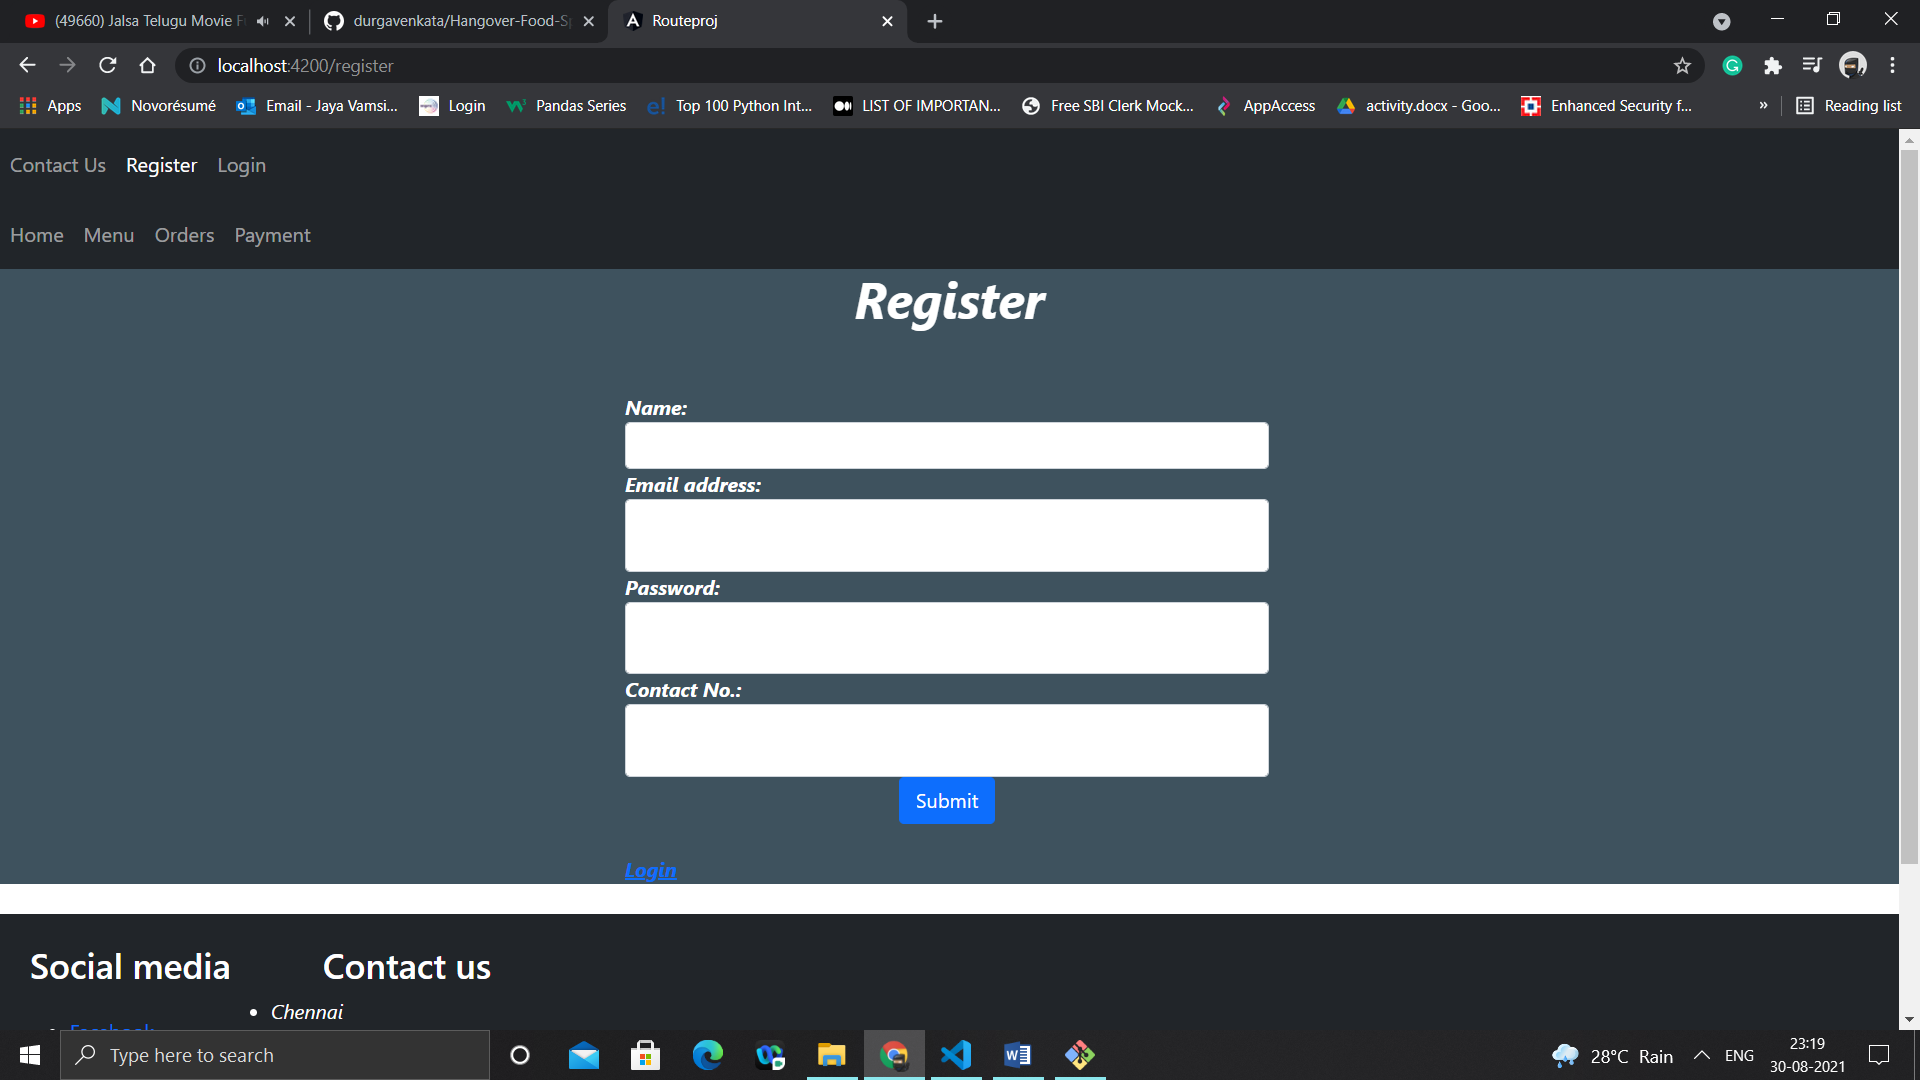 (49660) Jalsa Telugu Movie F
durgavenkata/Hangover-Food-Sp
Routeproj
localhost:4200/register
Apps
Novorésumé
Email - Jaya Vamsi...
Login
Pandas Series
Top 100 Python Int...
LIST OF IMPORTAN...
Free SBI Clerk Mock...
AppAccess
activity.docx - Goo...
Enhanced Security f...
»
Reading list
Contact Us Register Login
Home Menu Orders Payment
Register
Name:
Email address:
Password:
Contact No.:
Submit
Login
Social media
Contact us
• Chennai
Facebook
Type here to search
28°C Rain
ENG
23:19
30-08-2021